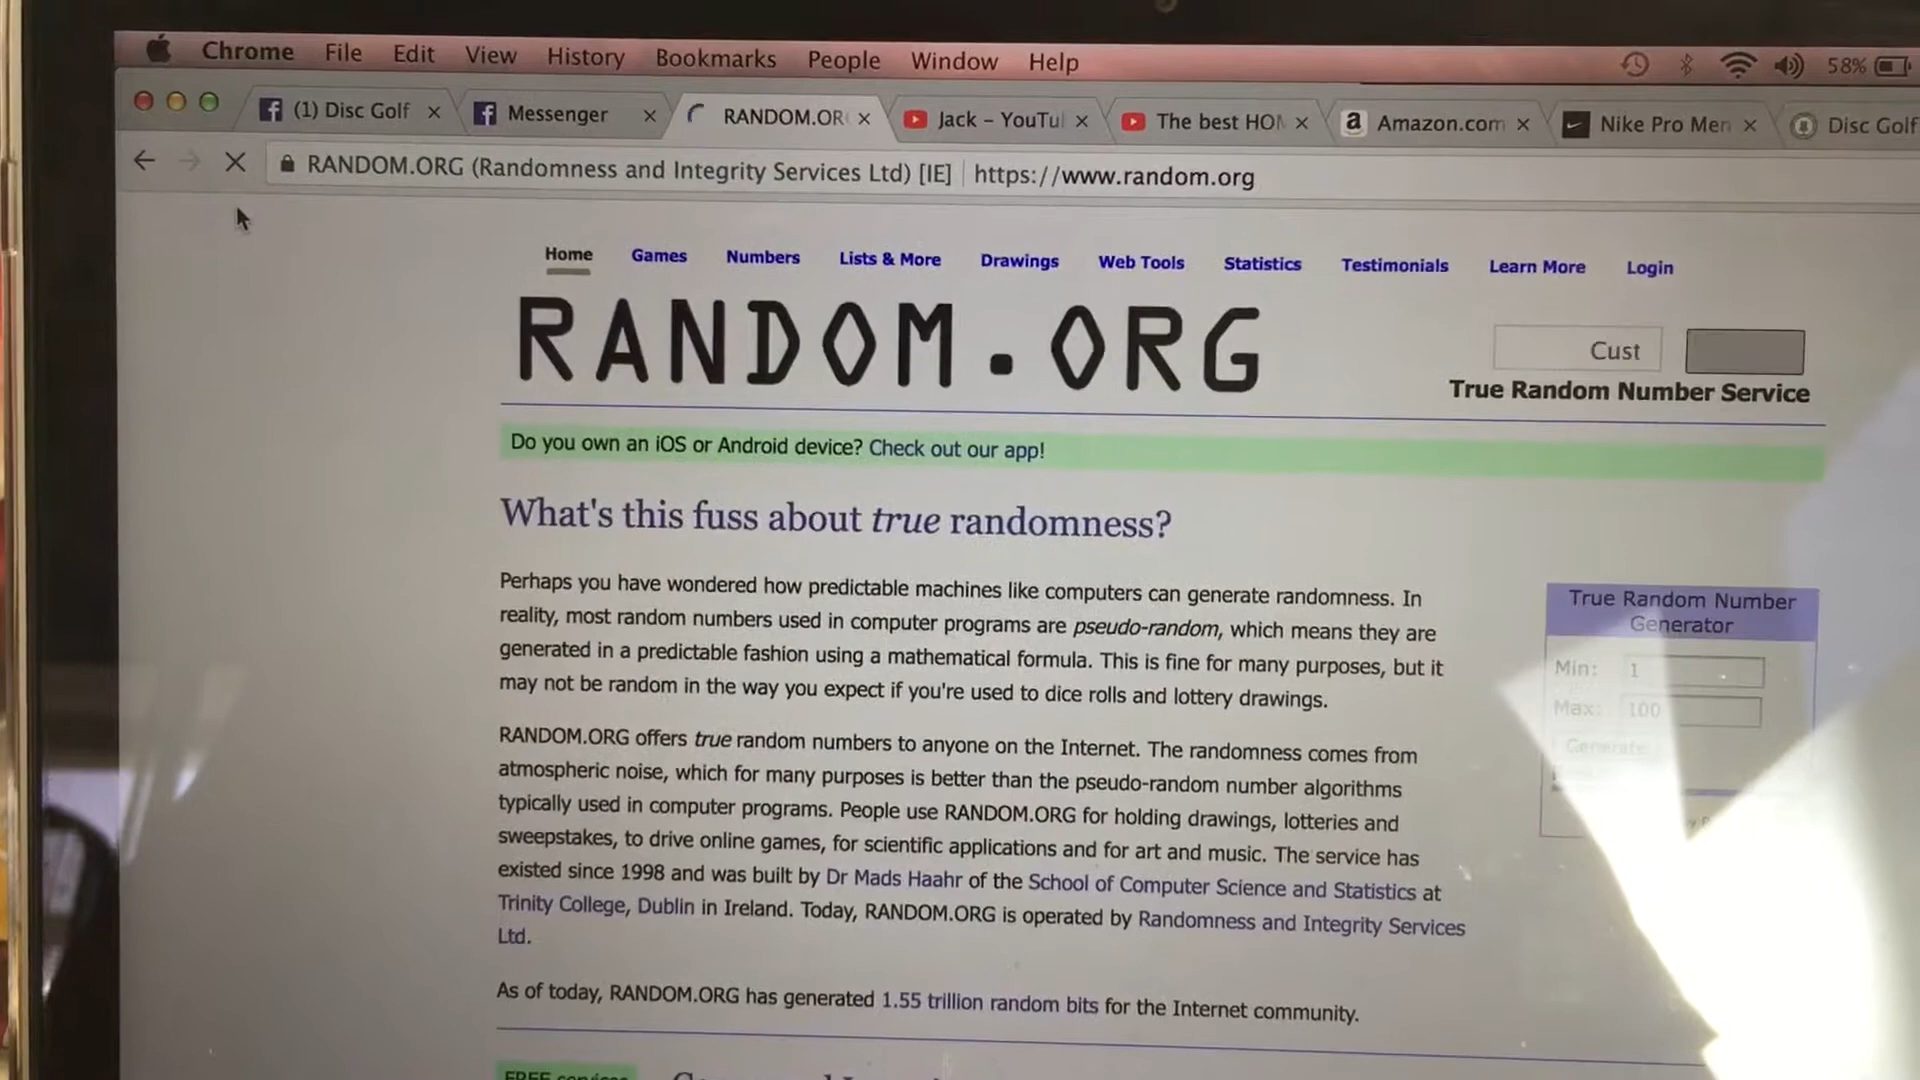 Chrome File Edit View History Bookmarks People Window Help 58%
(1) Disc Golf Messenger RANDOM.OR Jack – YouTu The best HOM Amazon.com Nike Pro Men Disc Golf
RANDOM.ORG (Randomness and Integrity Services Ltd) [IE] https://www.random.org
Home Games Numbers Lists & More Drawings Web Tools Statistics Testimonials Learn More Login
RANDOM.ORG
Cust
True Random Number Service
Do you own an iOS or Android device? Check out our app!
What's this fuss about true randomness?
Perhaps you have wondered how predictable machines like computers can generate randomness. In
reality, most random numbers used in computer programs are pseudo-random, which means they are
generated in a predictable fashion using a mathematical formula. This is fine for many purposes, but it
may not be random in the way you expect if you're used to dice rolls and lottery drawings.
RANDOM.ORG offers true random numbers to anyone on the Internet. The randomness comes from
atmospheric noise, which for many purposes is better than the pseudo-random number algorithms
typically used in computer programs. People use RANDOM.ORG for holding drawings, lotteries and
sweepstakes, to drive online games, for scientific applications and for art and music. The service has
existed since 1998 and was built by Dr Mads Haahr of the School of Computer Science and Statistics at
Trinity College, Dublin in Ireland. Today, RANDOM.ORG is operated by Randomness and Integrity Services
Ltd.
As of today, RANDOM.ORG has generated 1.55 trillion random bits for the Internet community.
True Random Number
Generator
Min: 1
Max: 100
Generate
FREE services